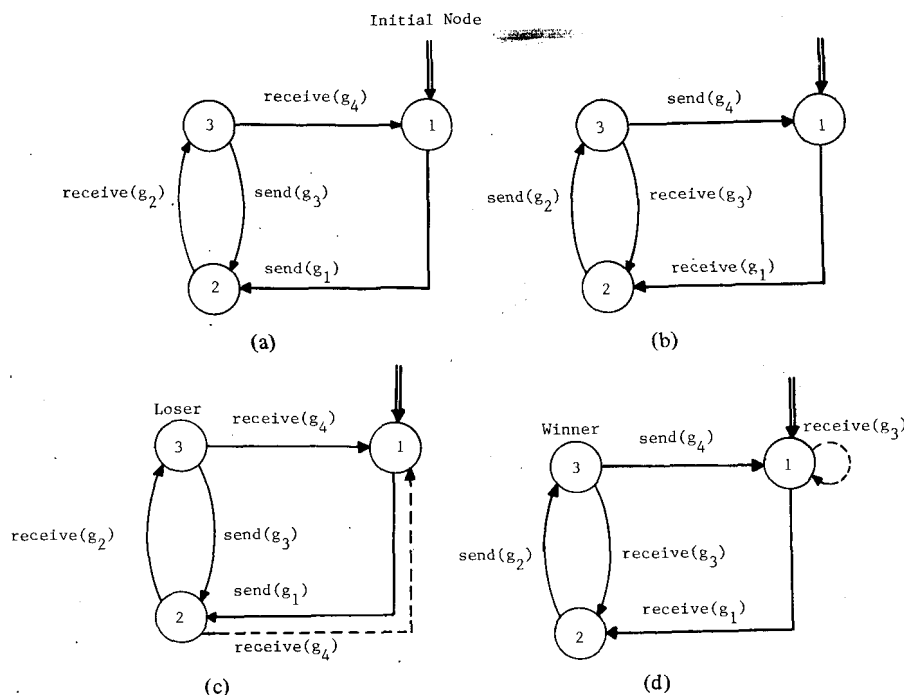 Initial Node
receive(g₄)
3
1
receive(g₂)
send(g₃)
send(g₁)
2
(a)
send(g₄)
3
1
send(g₂)
receive(g₃)
receive(g₁)
2
(b)
Loser
receive(g₄)
3
1
receive(g₂)
send(g₃)
send(g₁)
2
receive(g₄)
(c)
Winner
send(g₄)
receive(g₃)
3
1
send(g₂)
receive(g₃)
receive(g₁)
2
(d)